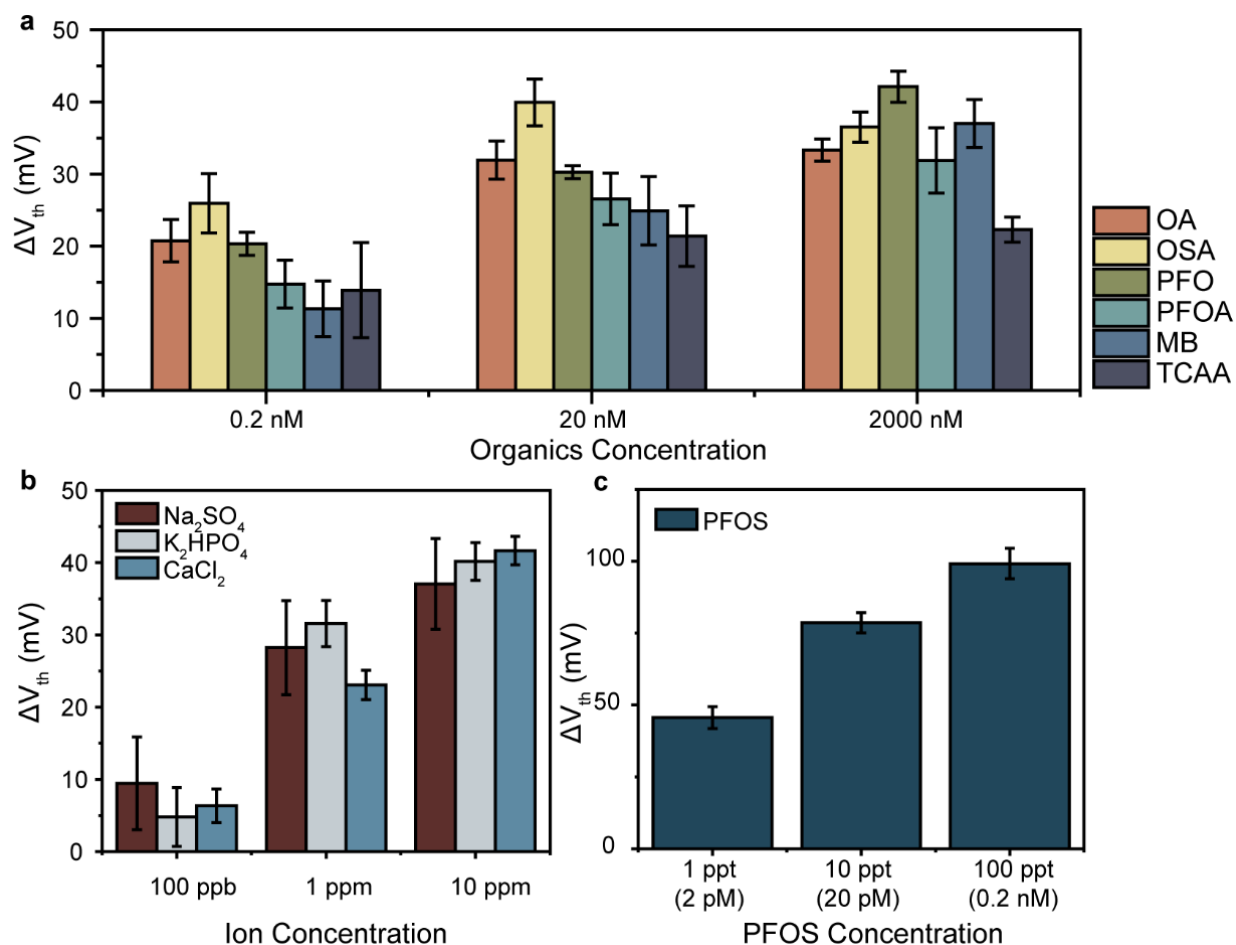 a
50
40
30
20
10
0
ΔVth (mV)
0.2 nM 20 nM 2000 nM
Organics Concentration
OA
OSA
PFO
PFOA
MB
TCAA
b
50
40
30
20
10
0
ΔVth (mV)
Na2SO4
K2HPO4
CaCl2
100 ppb 1 ppm 10 ppm
Ion Concentration
c
100
50
0
ΔVth (mV)
PFOS
1 ppt 10 ppt 100 ppt
(2 pM) (20 pM) (0.2 nM)
PFOS Concentration